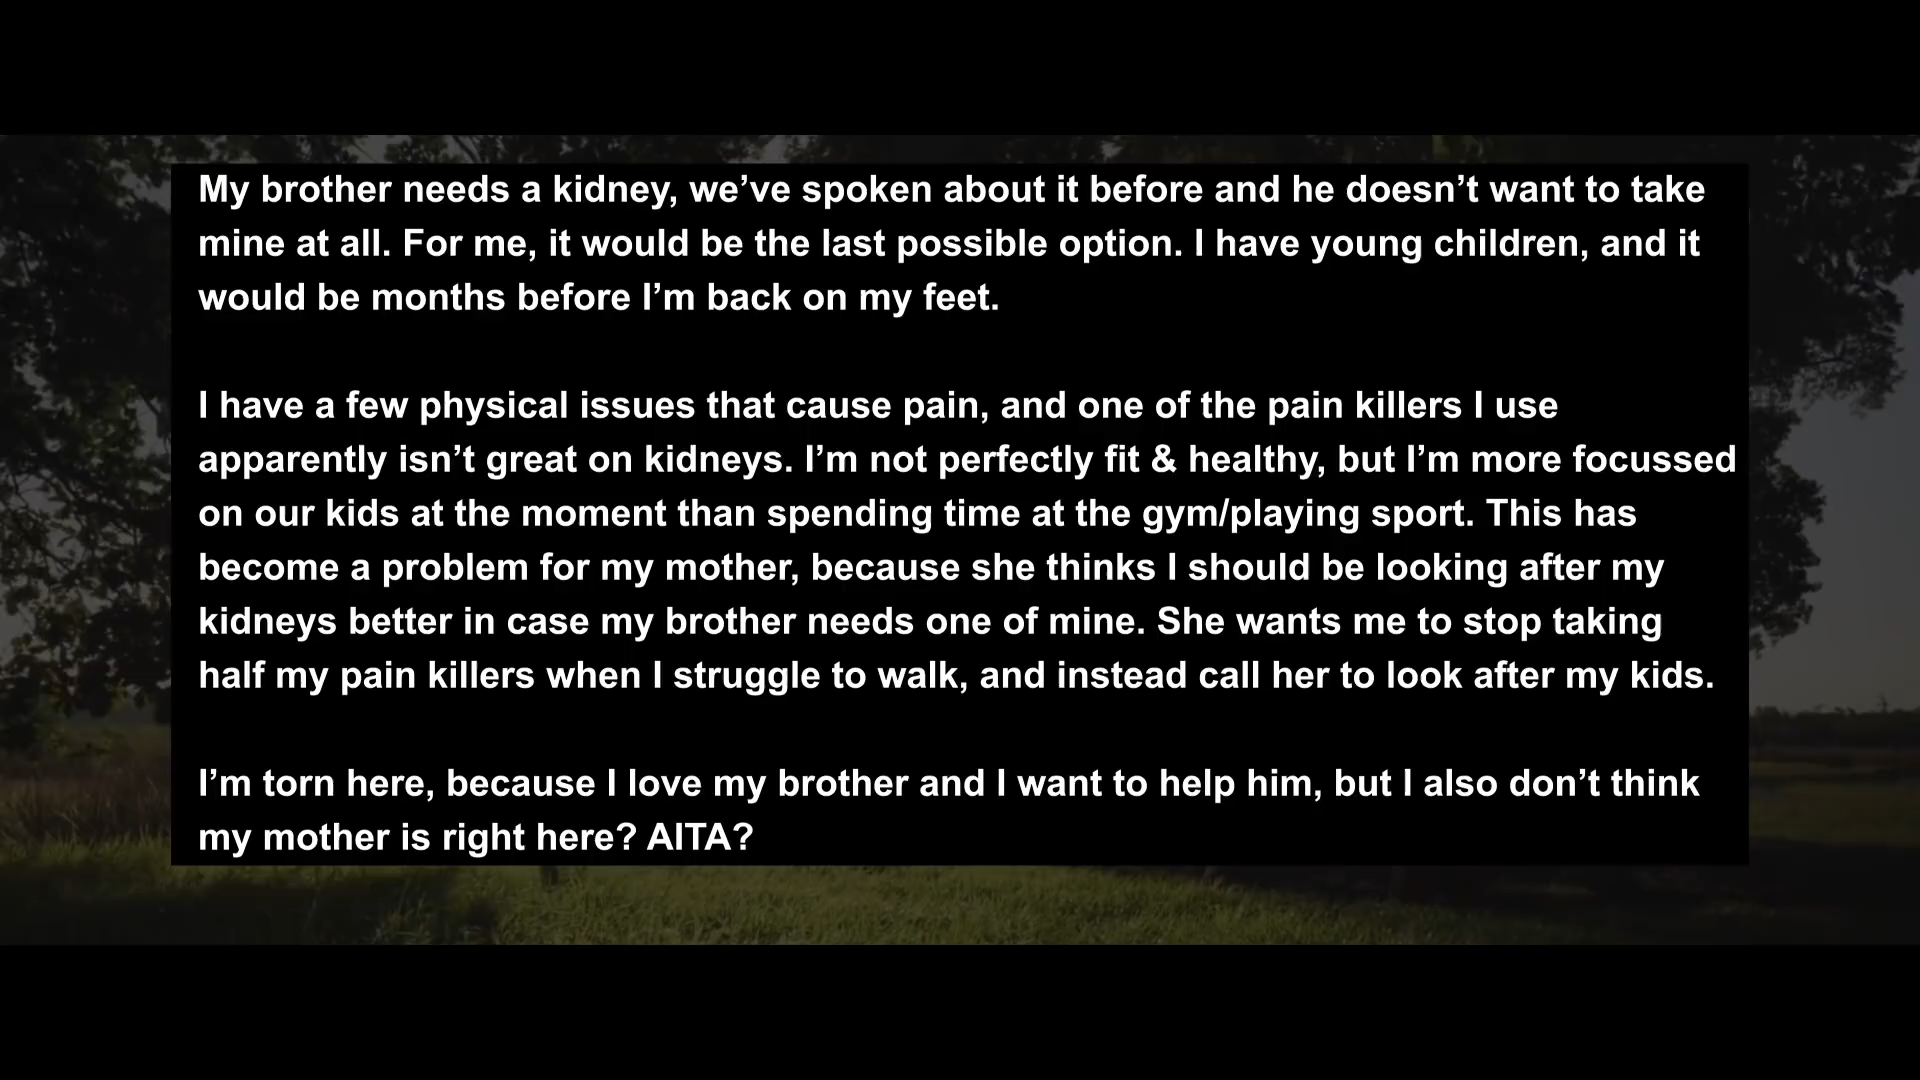 My brother needs a kidney, we’ve spoken about it before and he doesn’t want to take
mine at all. For me, it would be the last possible option. I have young children, and it
would be months before I’m back on my feet.
I have a few physical issues that cause pain, and one of the pain killers I use
apparently isn’t great on kidneys. I’m not perfectly fit & healthy, but I’m more focussed
on our kids at the moment than spending time at the gym/playing sport. This has
become a problem for my mother, because she thinks I should be looking after my
kidneys better in case my brother needs one of mine. She wants me to stop taking
half my pain killers when I struggle to walk, and instead call her to look after my kids.
I’m torn here, because I love my brother and I want to help him, but I also don’t think
my mother is right here? AITA?